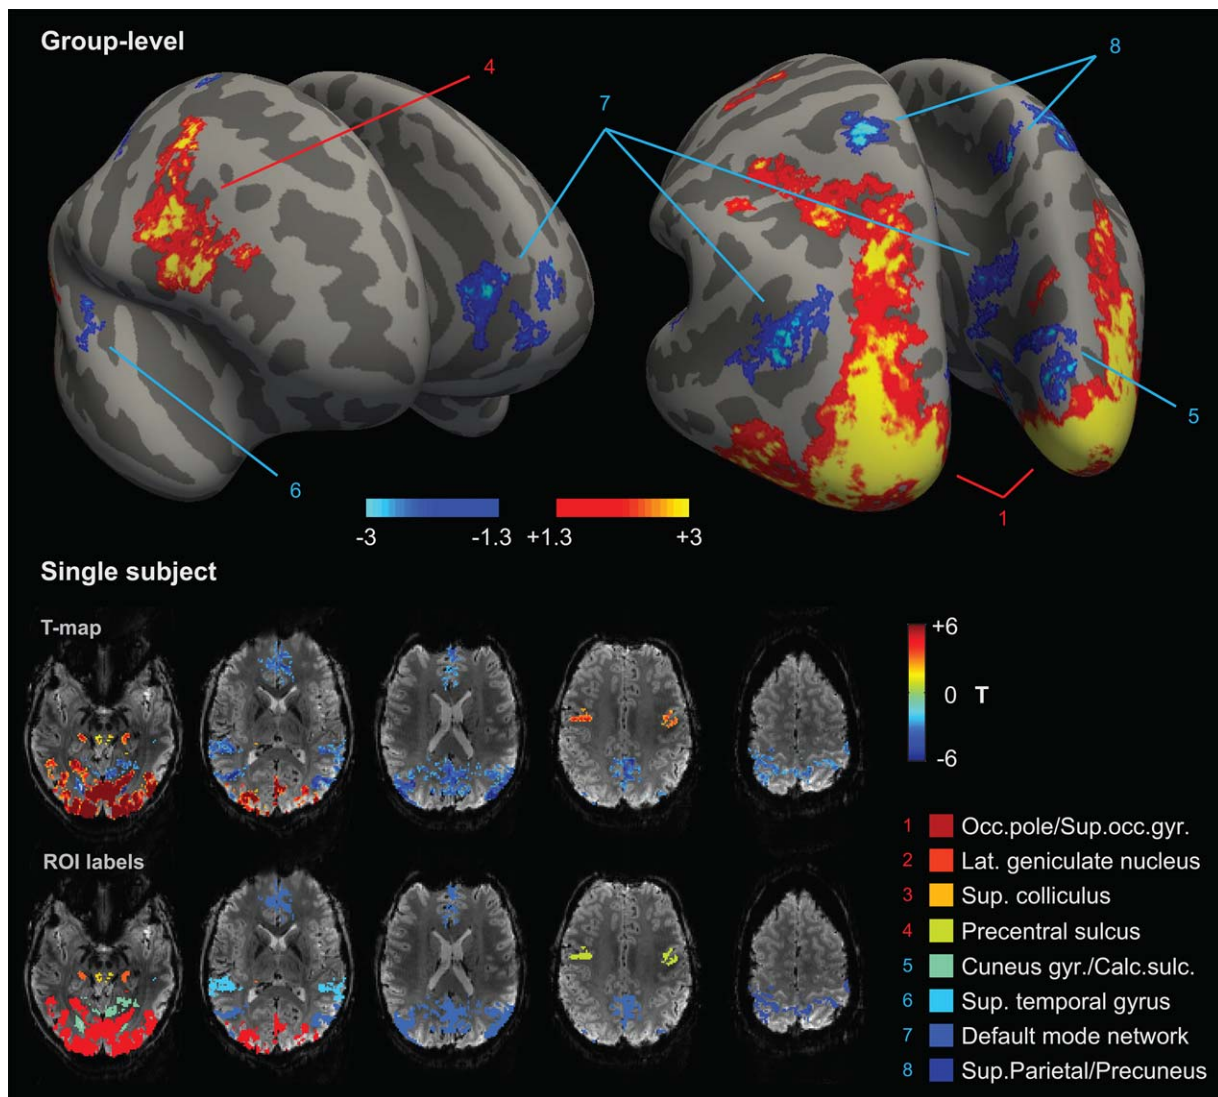 Group-level
4
7
8
5
6
1
-3
-1.3
+1.3
+3
Single subject
T-map
+6
0 T
-6
ROI labels
1 Occ.pole/Sup.occ.gyr.
2 Lat. geniculate nucleus
3 Sup. colliculus
4 Precentral sulcus
5 Cuneus gyr./Calc.sulc.
6 Sup. temporal gyrus
7 Default mode network
8 Sup.Parietal/Precuneus